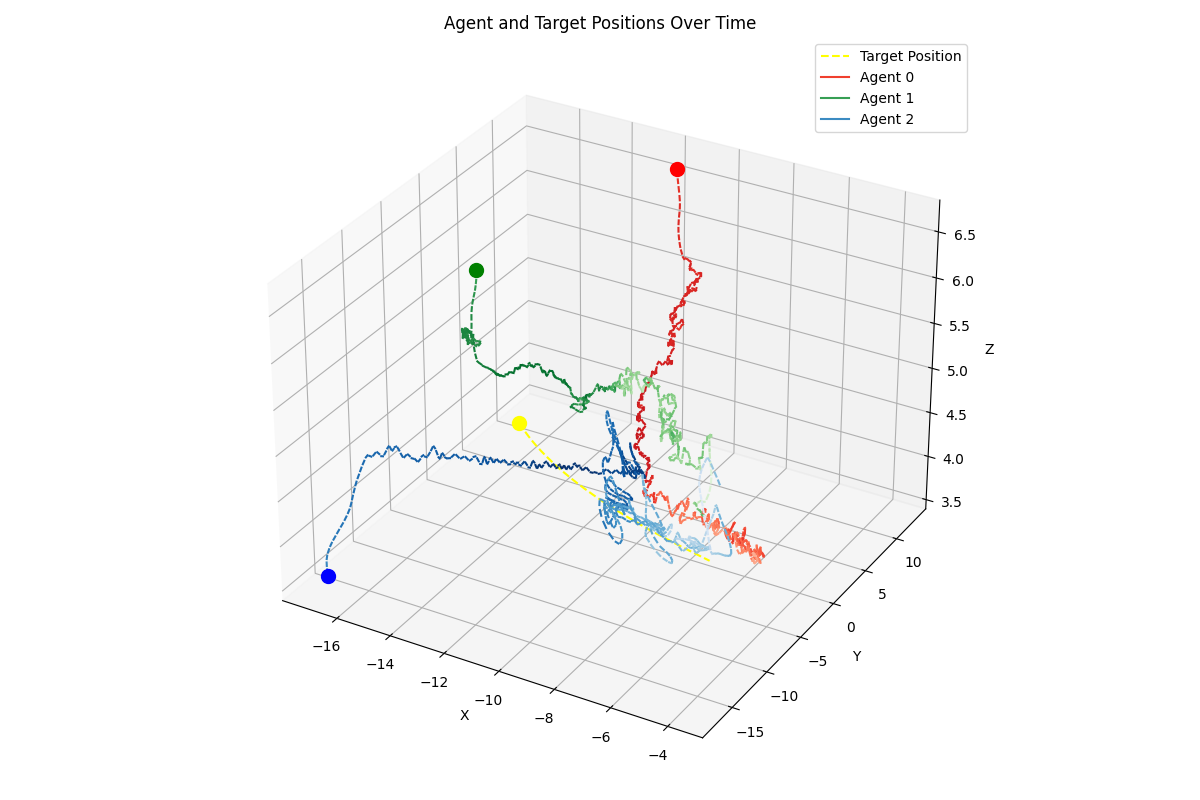 Agent and Target Positions Over Time
Target Position
Agent 0
Agent 1
Agent 2
6.5
6.0
5.5
5.0
4.5
4.0
3.5
Z
10
5
0
−5
−10
−15
Y
−16
−14
−12
−10
−8
−6
−4
X